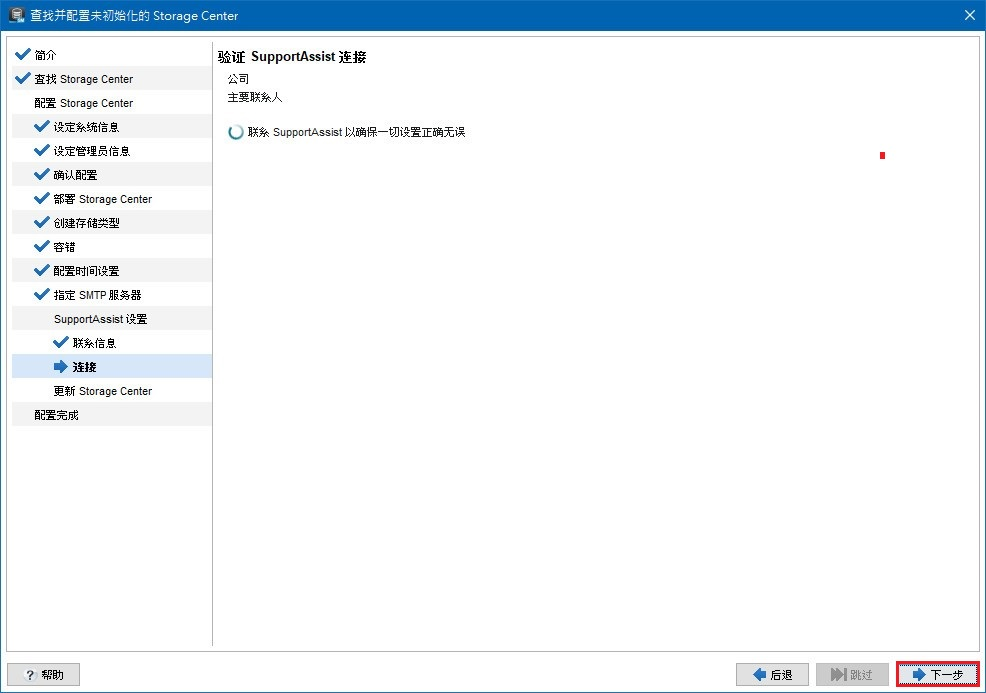 查找并配置未初始化的 Storage Center
简介
查找 Storage Center
配置 Storage Center
设定系统信息
设定管理员信息
确认配置
部署 Storage Center
创建存储类型
容错
配置时间设置
指定 SMTP 服务器
SupportAssist 设置
联系信息
连接
更新 Storage Center
配置完成
验证 SupportAssist 连接
公司
主要联系人
联系 SupportAssist 以确保一切设置正确无误
? 帮助
后退
跳过
下一步